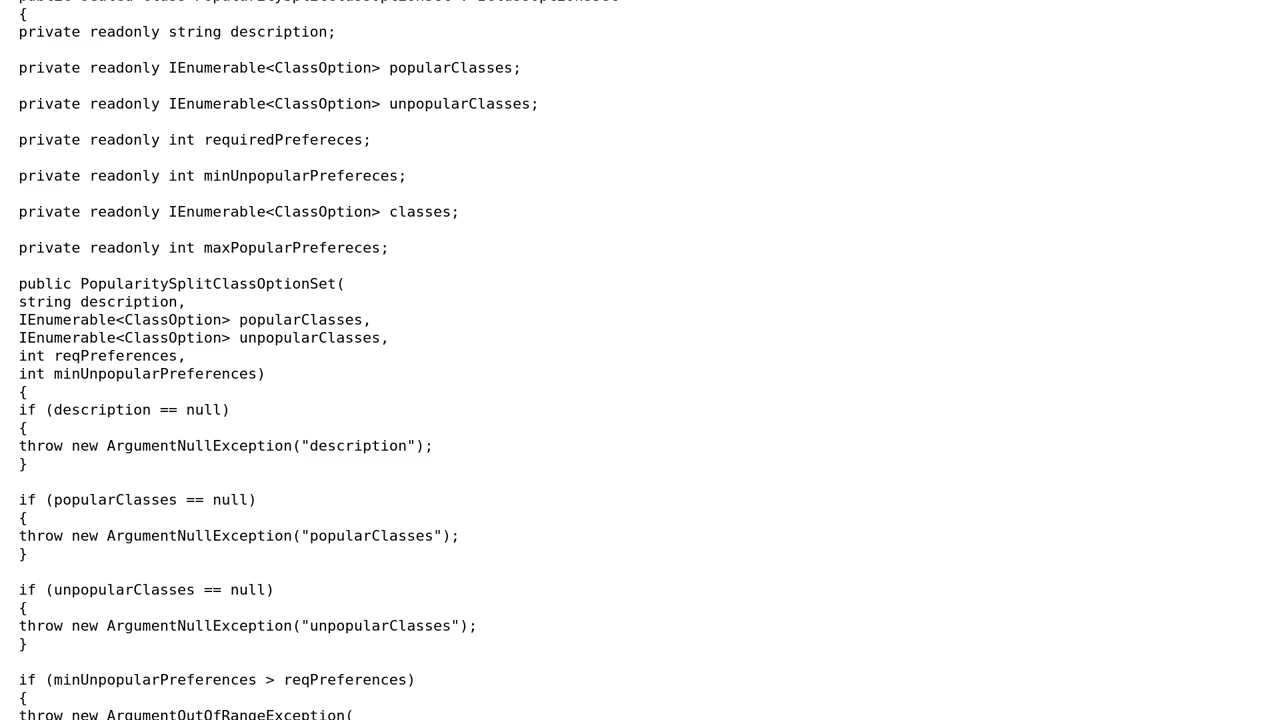 {
private readonly string description;
private readonly IEnumerable<ClassOption> popularClasses;
private readonly IEnumerable<ClassOption> unpopularClasses;
private readonly int requiredPrefereces;
private readonly int minUnpopularPrefereces;
private readonly IEnumerable<ClassOption> classes;
private readonly int maxPopularPrefereces;
public PopularitySplitClassOptionSet(
string description,
IEnumerable<ClassOption> popularClasses,
IEnumerable<ClassOption> unpopularClasses,
int reqPreferences,
int minUnpopularPreferences)
{
if (description == null)
{
throw new ArgumentNullException("description");
}
if (popularClasses == null)
{
throw new ArgumentNullException("popularClasses");
}
if (unpopularClasses == null)
{
throw new ArgumentNullException("unpopularClasses");
}
if (minUnpopularPreferences > reqPreferences)
{
throw new ArgumentOutOfRangeException(